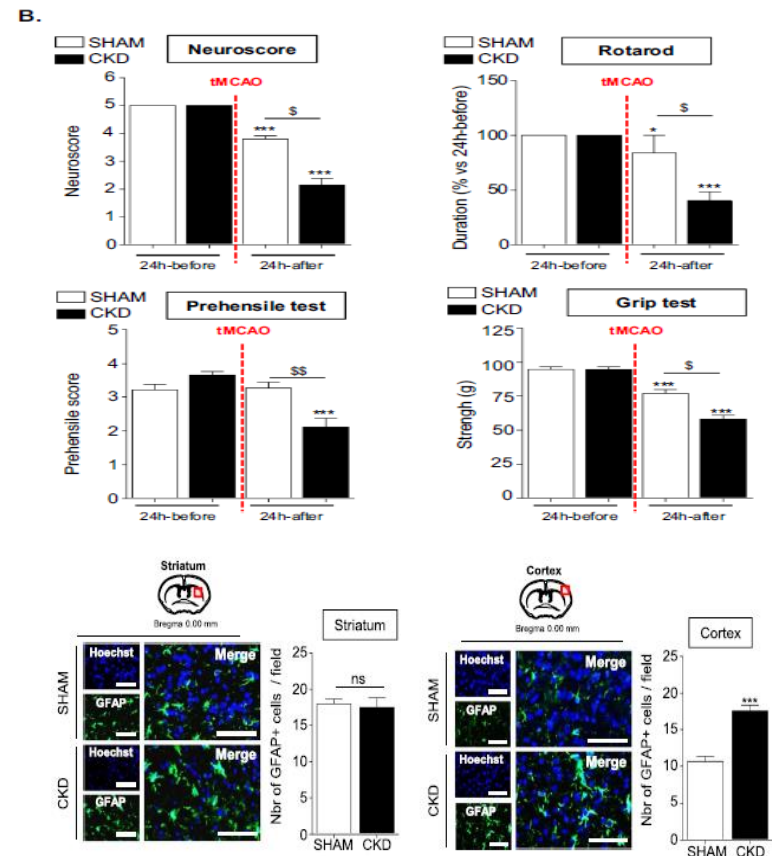 B.
SHAM
CKD
Neuroscore
tMCAO
Neuroscore
6
5
4
3
2
1
0
$
***
***
24h-before
24h-after
SHAM
CKD
Rotarod
tMCAO
Duration (% vs 24h-before)
150
100
50
0
$
*
***
24h-before
24h-after
SHAM
CKD
Prehensile test
tMCAO
Prehensile score
5
4
3
2
1
0
$$
***
24h-before
24h-after
SHAM
CKD
Grip test
tMCAO
Strengh (g)
125
100
75
50
25
0
$
***
***
24h-before
24h-after
Striatum
Bregma 0.00 mm
SHAM
Hoechst
Merge
GFAP
CKD
Hoechst
Merge
GFAP
Striatum
Nbr of GFAP+ cells / field
25
20
15
10
5
0
ns
SHAM CKD
Cortex
Bregma 0.00 mm
SHAM
Hoechst
Merge
GFAP
CKD
Hoechst
Merge
GFAP
Cortex
Nbr of GFAP+ cells / field
25
20
15
10
5
0
***
SHAM CKD